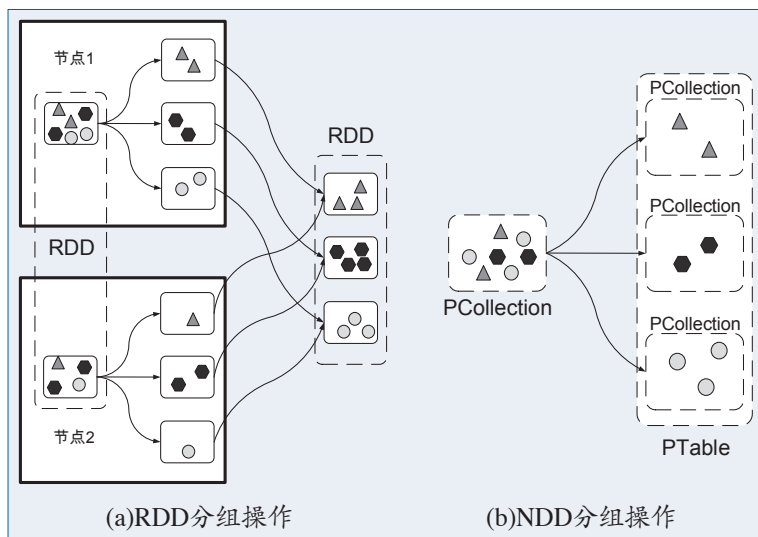 节点1
RDD
节点2
RDD
(a)RDD分组操作
PCollection
PCollection
PCollection
PCollection
PTable
(b)NDD分组操作